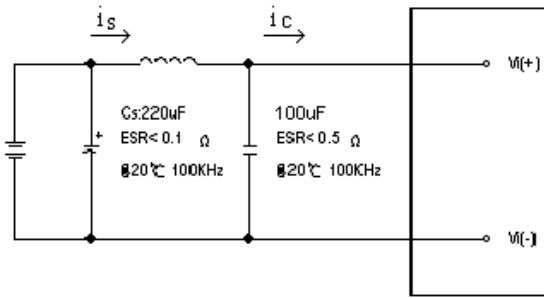 is
ic
Vi(+)
+
Cs:220uF
ESR< 0.1 Ω
@20℃ 100KHz
100uF
ESR< 0.5 Ω
@20℃ 100KHz
Vi(-)